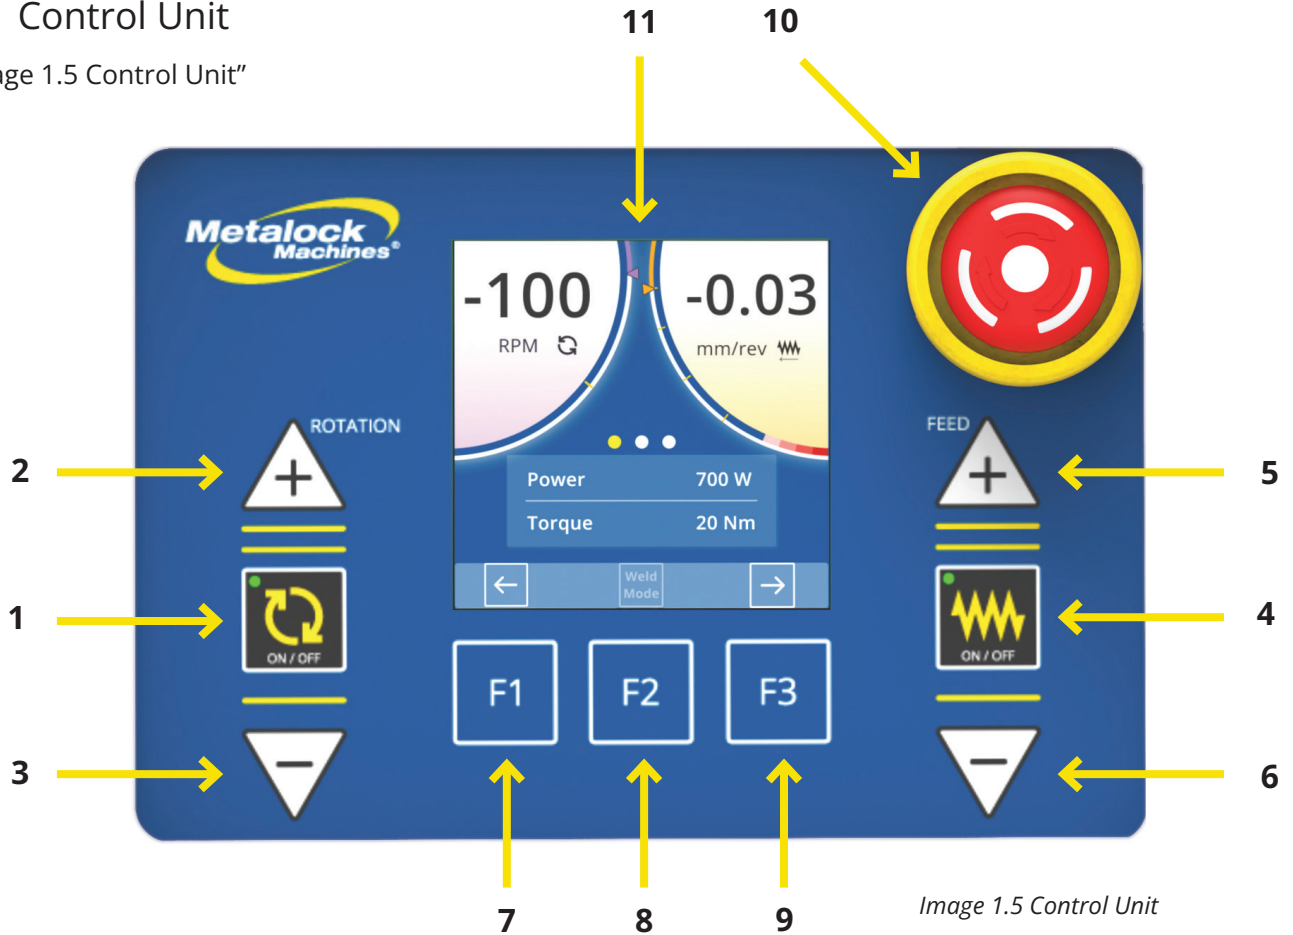 Control Unit
age 1.5 Control Unit”
11
10
Metalock
Machines®
-100
RPM
-0.03
mm/rev
ROTATION
FEED
2
+
+
5
Power 700 W
Torque 20 Nm
1
ON / OFF
←
Weld
Mode
→
ON / OFF
4
F1
F2
F3
3
−
−
6
7
8
9
Image 1.5 Control Unit